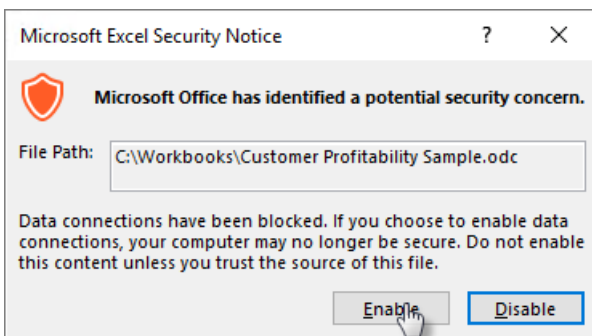 Microsoft Excel Security Notice ?
Microsoft Office has identified a potential security concern.
File Path: C:\Workbooks\Customer Profitability Sample.odc
Data connections have been blocked. If you choose to enable data
connections, your computer may no longer be secure. Do not enable
this content unless you trust the source of this file.
Enable Disable